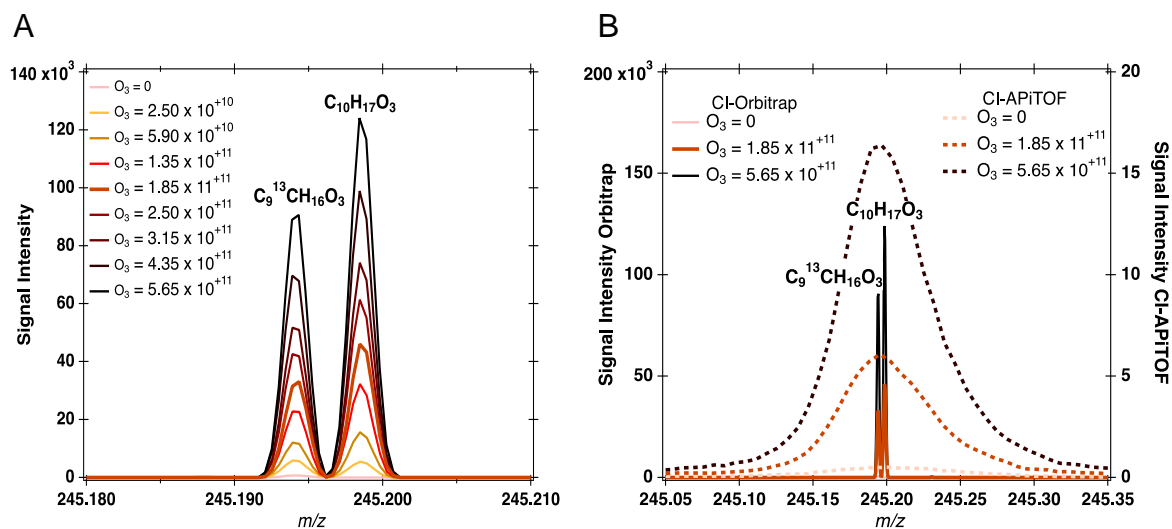 A
140 x10³
120
100
80
60
40
20
0
Signal Intensity
O₃ = 0
O₃ = 2.50 x 10⁺¹⁰
O₃ = 5.90 x 10⁺¹⁰
O₃ = 1.35 x 10⁺¹¹
O₃ = 1.85 x 11⁺¹¹
O₃ = 2.50 x 10⁺¹¹
O₃ = 3.15 x 10⁺¹¹
O₃ = 4.35 x 10⁺¹¹
O₃ = 5.65 x 10⁺¹¹
C₁₀H₁₇O₃
C₉¹³CH₁₆O₃
245.180
245.190
245.200
245.210
m/z
B
200 x10³
150
100
50
0
Signal Intensity Orbitrap
CI-Orbitrap
O₃ = 0
O₃ = 1.85 x 11⁺¹¹
O₃ = 5.65 x 10⁺¹¹
CI-APiTOF
O₃ = 0
O₃ = 1.85 x 11⁺¹¹
O₃ = 5.65 x 10⁺¹¹
C₁₀H₁₇O₃
C₉¹³CH₁₆O₃
20
15
10
5
0
Signal Intensity CI-APiTOF
245.05
245.10
245.15
245.20
245.25
245.30
245.35
m/z